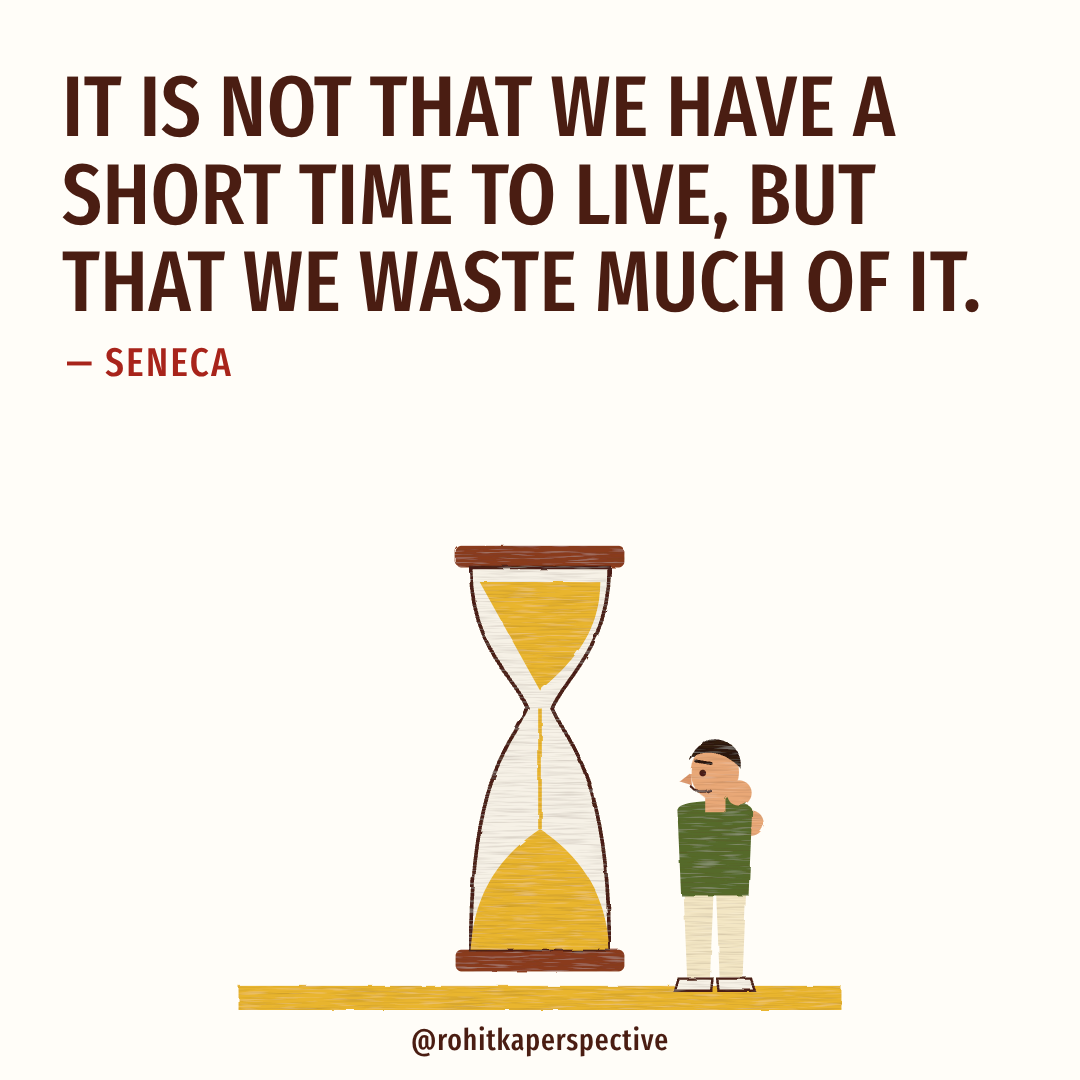 IT IS NOT THAT WE HAVE A
SHORT TIME TO LIVE, BUT
THAT WE WASTE MUCH OF IT.
— SENECA
@rohitkaperspective